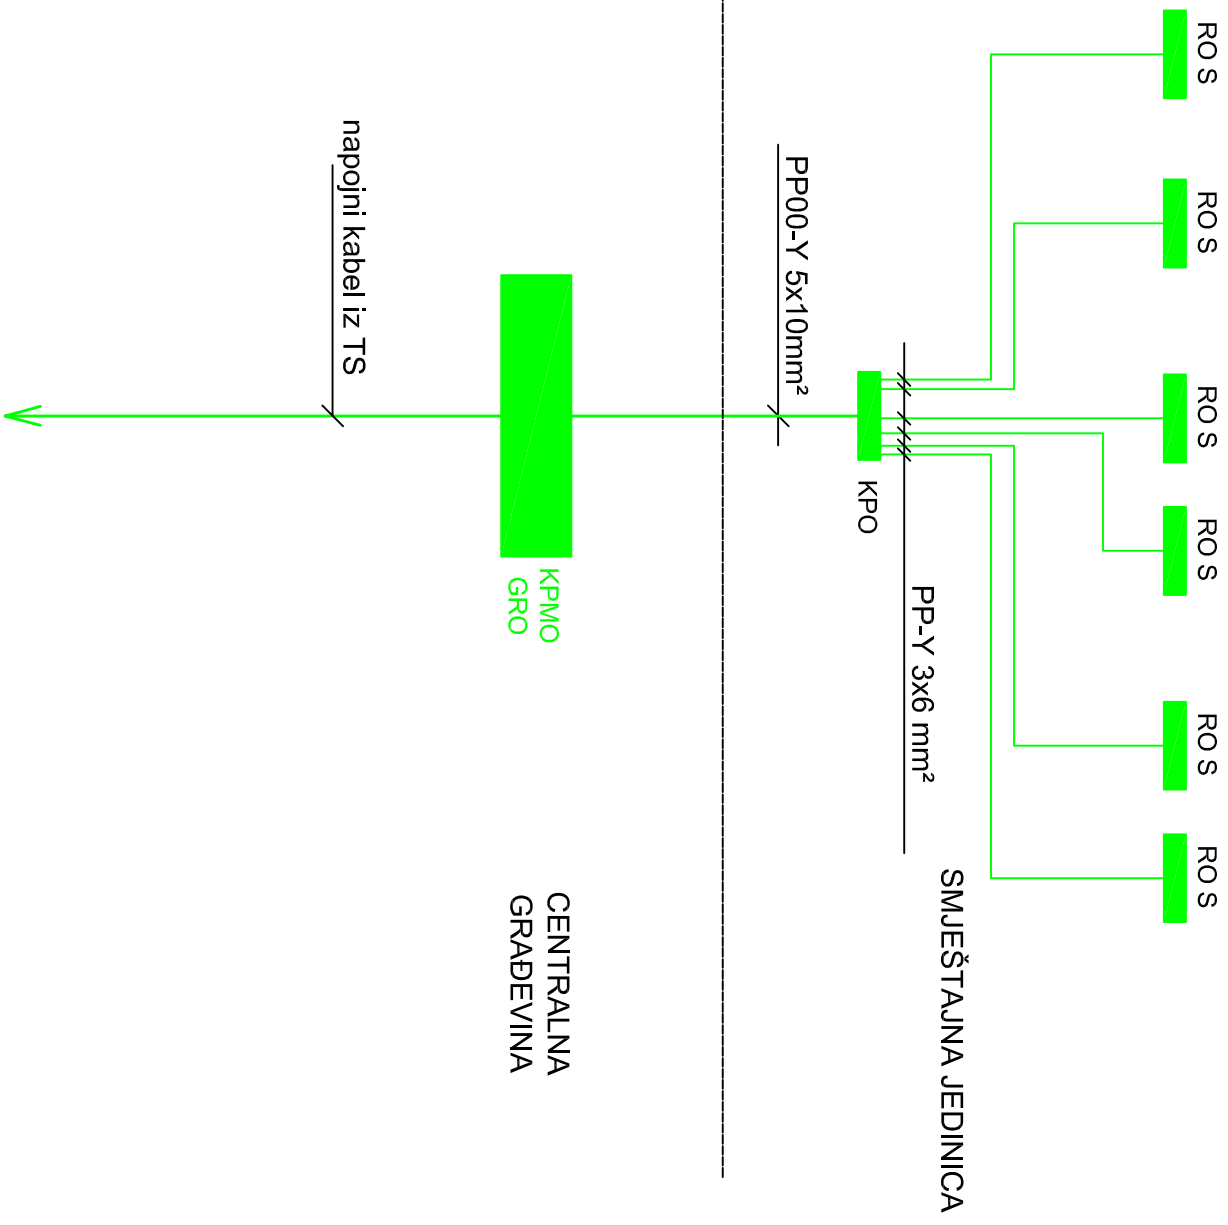 RO S
RO S
RO S
RO S
RO S
RO S
SMJEŠTAJNA JEDINICA
PP-Y 3x6 mm²
KPO
PP00-Y 5x10mm²
KPMO
GRO
CENTRALNA
GRAĐEVINA
napojni kabel iz TS